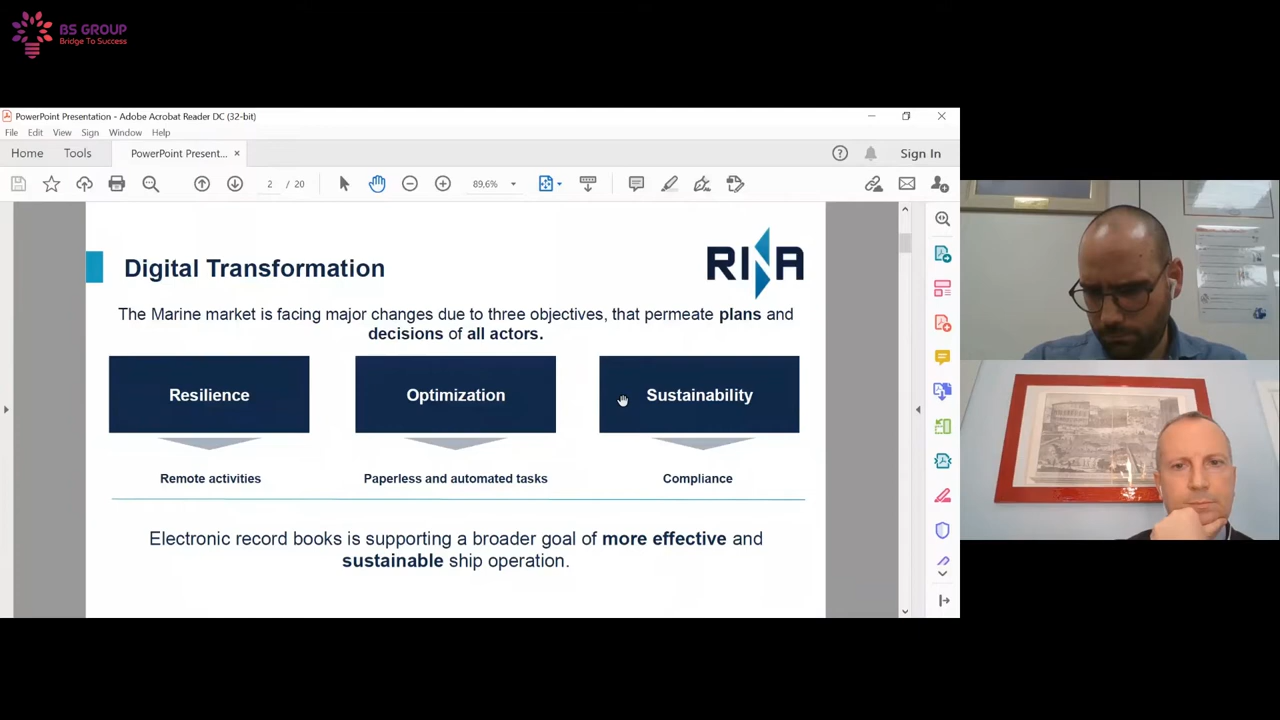 BS GROUP
Bridge To Success
PowerPoint Presentation - Adobe Acrobat Reader DC (32-bit)
File Edit View Sign Window Help
Home Tools PowerPoint Present... × Sign In
2 / 20 89,6%
RINA
Digital Transformation
The Marine market is facing major changes due to three objectives, that permeate plans and
decisions of all actors.
Resilience Optimization Sustainability
Remote activities Paperless and automated tasks Compliance
Electronic record books is supporting a broader goal of more effective and
sustainable ship operation.